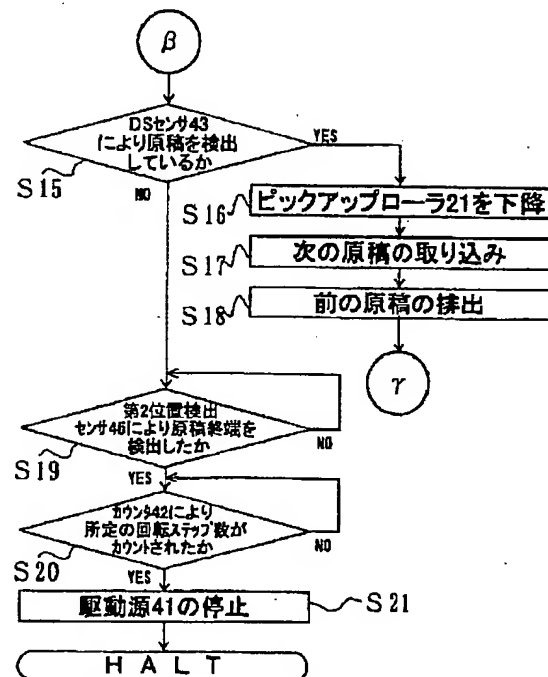 β
DSセンサ43
により原稿を検出
しているか
YES
S15
NO
ピックアップローラ21を下降
S16
次の原稿の取り込み
S17
前の原稿の排出
S18
γ
第2位置検出
センサ46により原稿終端を
検出したか
NO
S19
YES
カウンタ42により
所定の回転ステップ数が
カウントされたか
NO
S20
YES
駆動源41の停止
S21
HALT